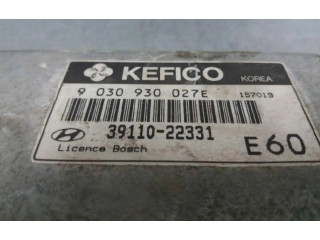 KEFICO
KOREA
9 030 930 027E
157019
39110-22331
Licence Bosch
E60